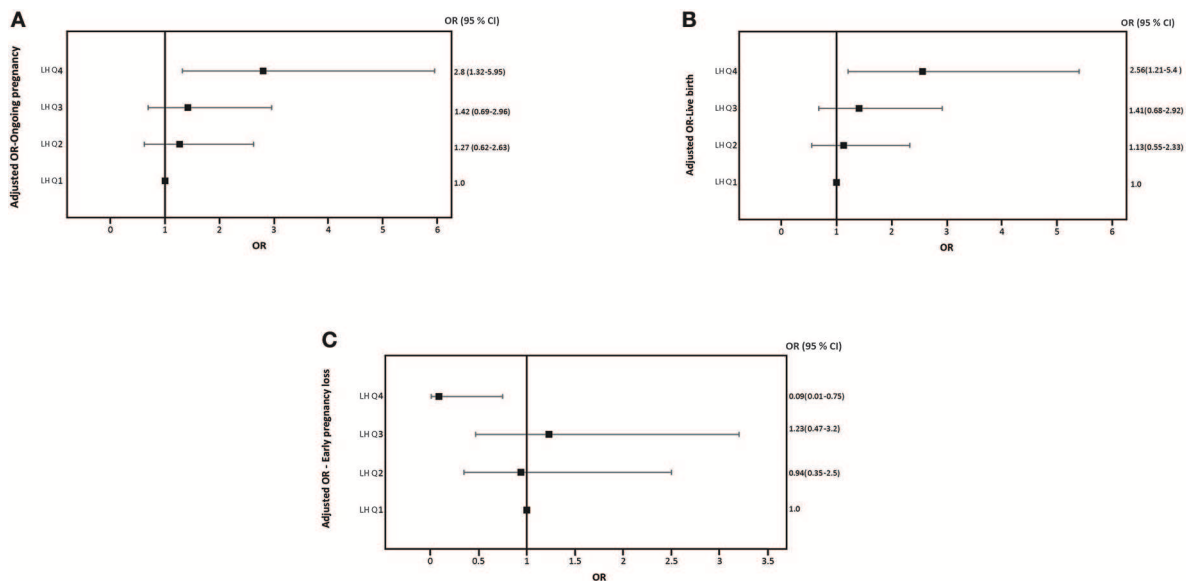 A
OR (95 % CI)
Adjusted OR-Ongoing pregnancy
LH Q4
2.8 (1.32-5.95)
LH Q3
1.42 (0.69-2.96)
LH Q2
1.27 (0.62-2.63)
LH Q1
1.0
0 1 2 3 4 5 6
OR
B
OR (95 % CI)
Adjusted OR-Live birth
LH Q4
2.56(1.21-5.4 )
LH Q3
1.41(0.68-2.92)
LH Q2
1.13(0.55-2.33)
LH Q1
1.0
0 1 2 3 4 5 6
OR
C
OR (95 % CI)
Adjusted OR - Early pregnancy loss
LH Q4
0.09(0.01-0.75)
LH Q3
1.23(0.47-3.2)
LH Q2
0.94(0.35-2.5)
LH Q1
1.0
0 0.5 1 1.5 2 2.5 3 3.5
OR